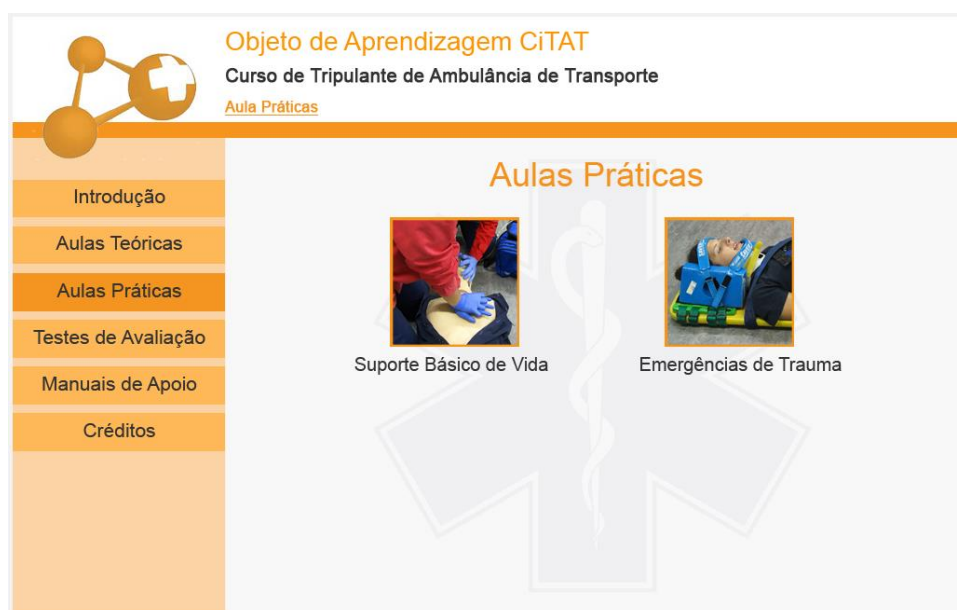 Objeto de Aprendizagem CiTAT
Curso de Tripulante de Ambulância de Transporte
Aula Práticas
Introdução
Aulas Teóricas
Aulas Práticas
Testes de Avaliação
Manuais de Apoio
Créditos
Aulas Práticas
Suporte Básico de Vida
Emergências de Trauma